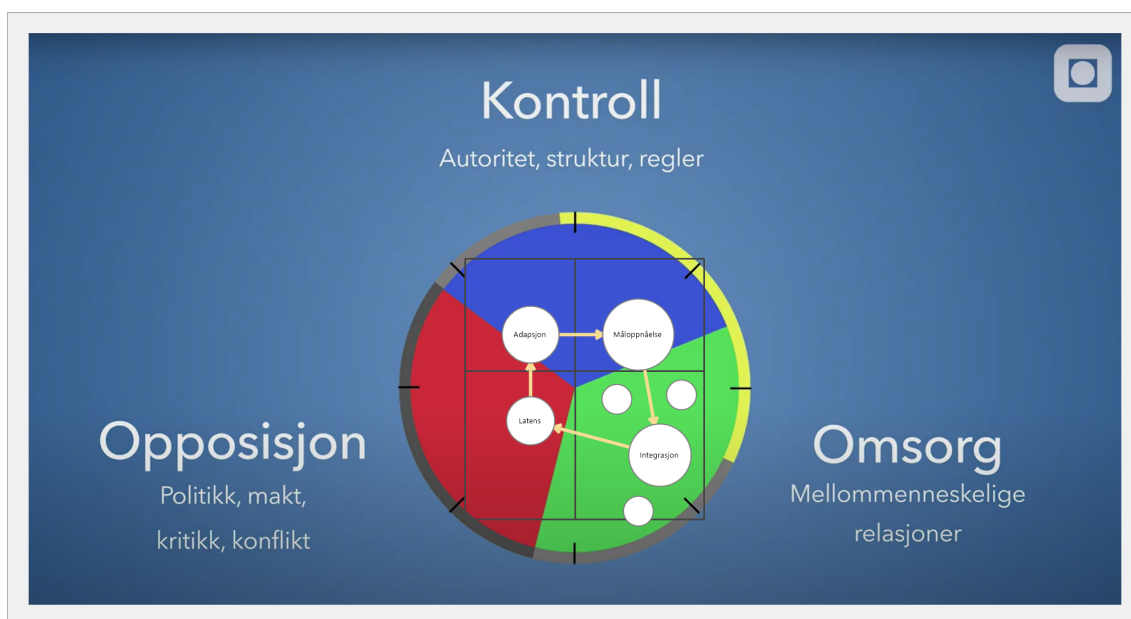 Kontroll
Autoritet, struktur, regler
Adapsjon
Måloppnåelse
Latens
Integrasjon
Opposisjon
Politikk, makt,
kritikk, konflikt
Omsorg
Mellommenneskelige
relasjoner